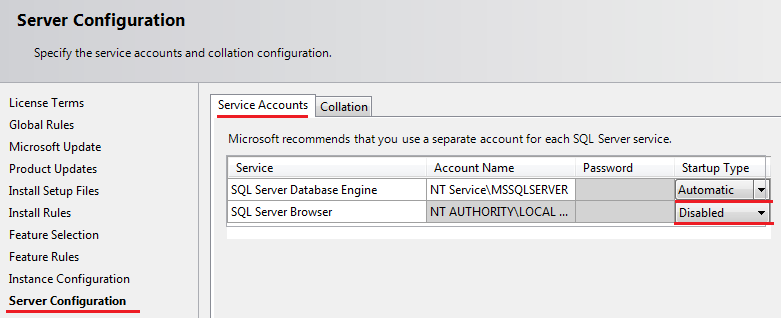 Server Configuration
Specify the service accounts and collation configuration.
License Terms
Global Rules
Microsoft Update
Product Updates
Install Setup Files
Install Rules
Feature Selection
Feature Rules
Instance Configuration
Server Configuration
Service Accounts Collation
Microsoft recommends that you use a separate account for each SQL Server service.
Service Account Name Password Startup Type
SQL Server Database Engine NT Service\MSSQLSERVER Automatic
SQL Server Browser NT AUTHORITY\LOCAL ... Disabled